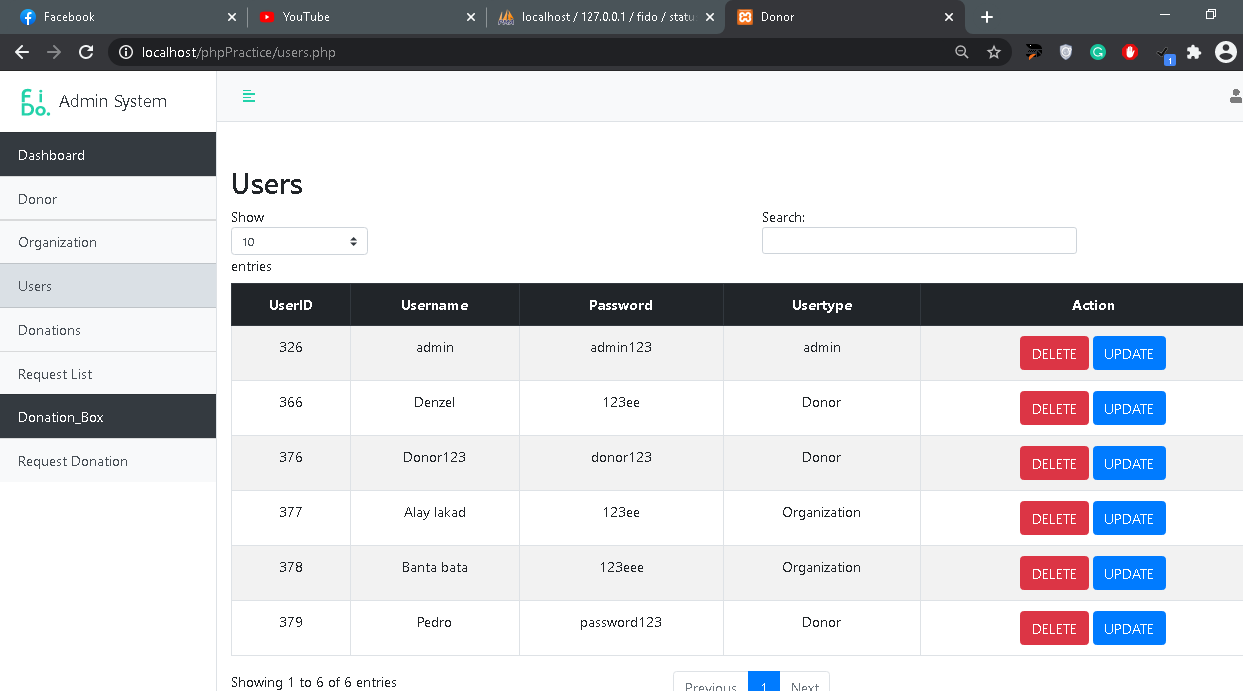 Facebook
YouTube
localhost / 127.0.0.1 / fido / statu
Donor
localhost/phpPractice/users.php
1
Fi Do. Admin System
Dashboard
Donor
Organization
Users
Donations
Request List
Donation_Box
Request Donation
Users
Show
10
entries
Search:
UserID Username Password Usertype Action
326 admin admin123 admin DELETE UPDATE
366 Denzel 123ee Donor DELETE UPDATE
376 Donor123 donor123 Donor DELETE UPDATE
377 Alay lakad 123ee Organization DELETE UPDATE
378 Banta bata 123eee Organization DELETE UPDATE
379 Pedro password123 Donor DELETE UPDATE
Showing 1 to 6 of 6 entries
Previous 1 Next